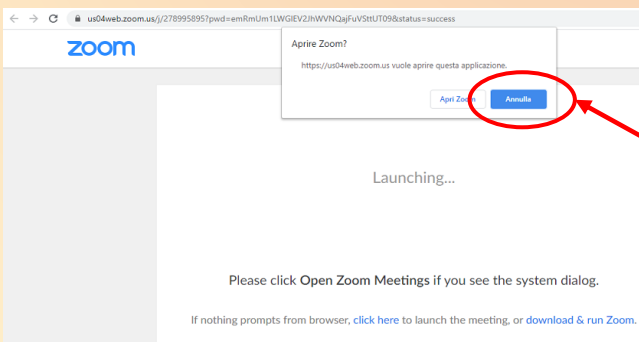 us04web.zoom.us/j/278995895?pwd=emRmUm1LWGlEV2JhWVNQajFuVSttUT09&status=success
zoom
Aprire Zoom?
https://us04web.zoom.us vuole aprire questa applicazione.
Apri Zoom
Annulla
Launching...
Please click Open Zoom Meetings if you see the system dialog.
If nothing prompts from browser, click here to launch the meeting, or download & run Zoom.